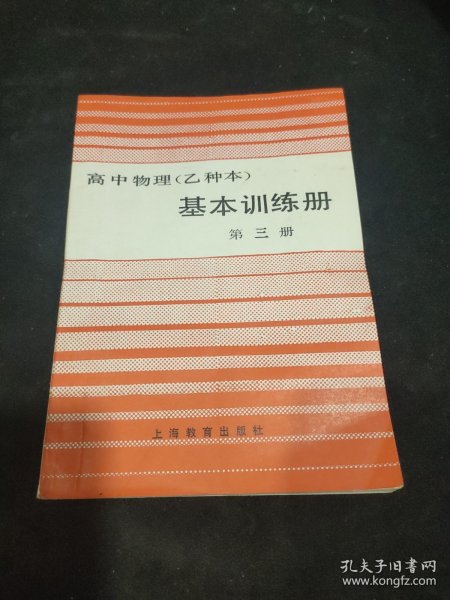 高中物理（乙种本）
基本训练册
第三册
上海教育出版社
孔夫子旧书网
www.kongfz.com